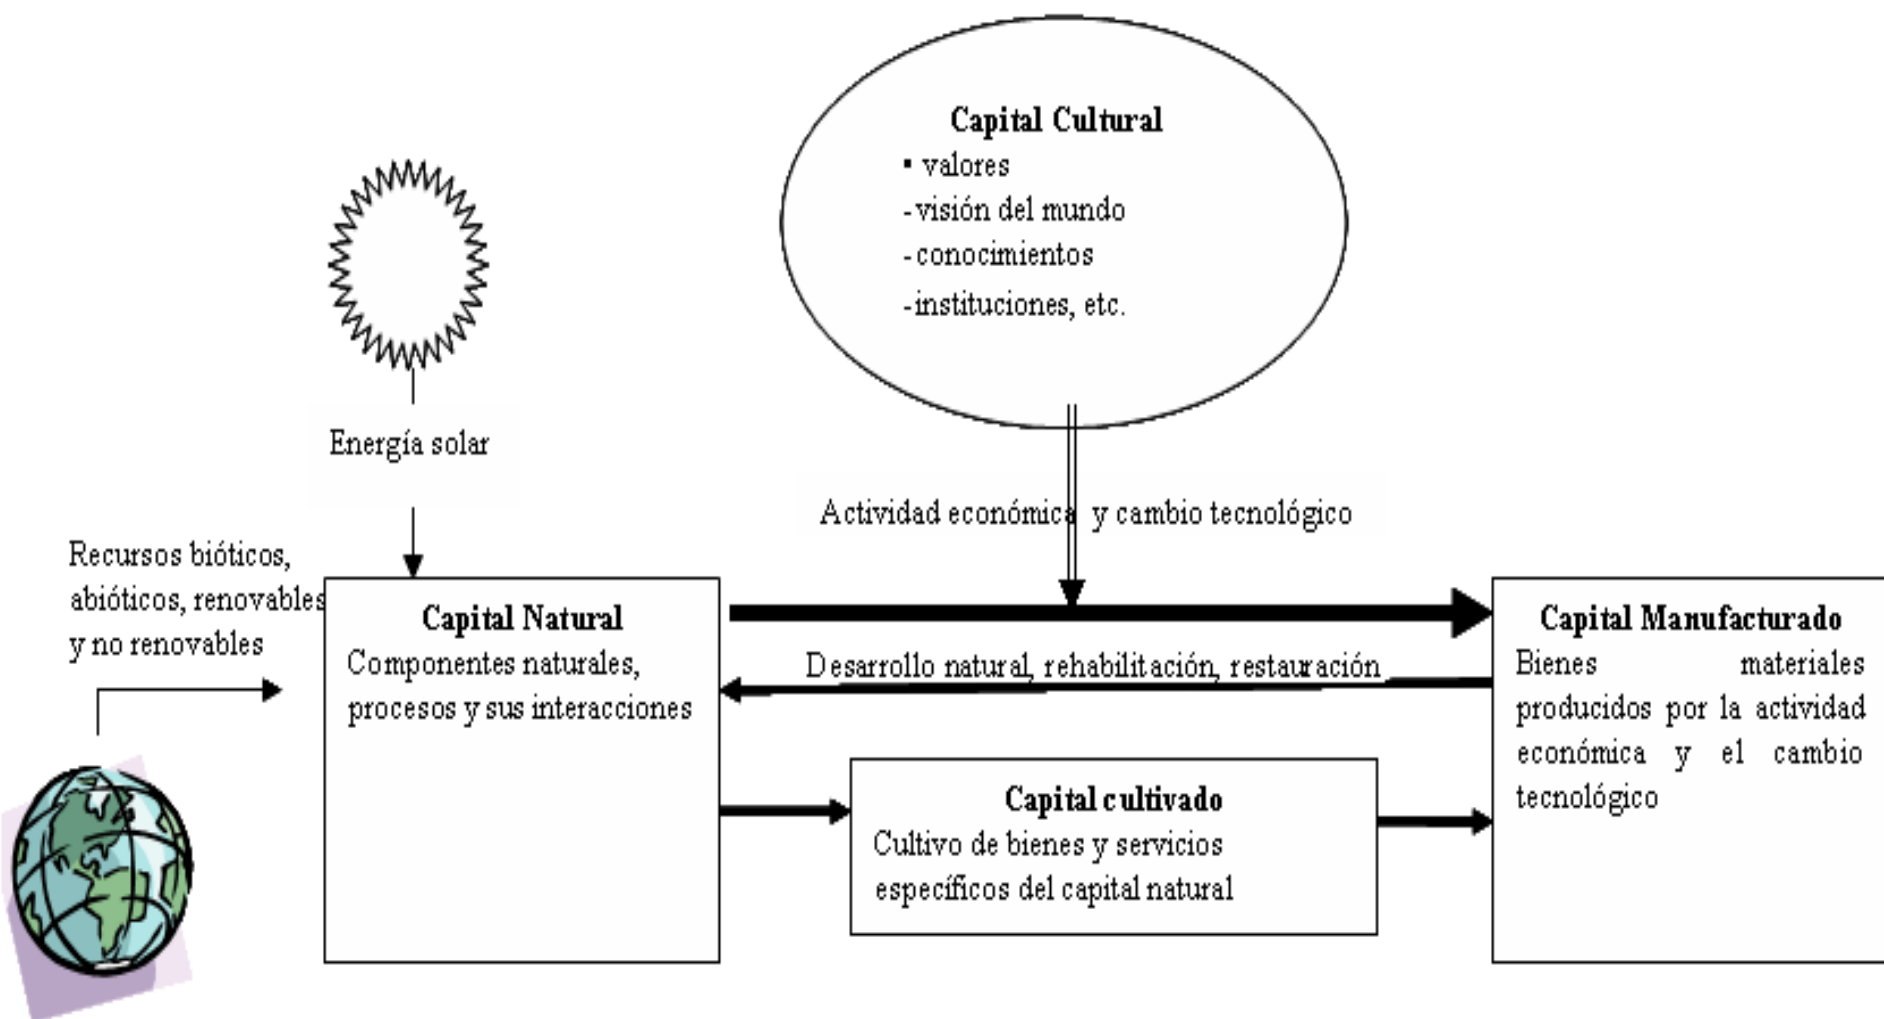 Capital Cultural
▪ valores
-visión del mundo
-conocimientos
-instituciones, etc.
Energía solar
Actividad económica y cambio tecnológico
Recursos bióticos,
abióticos, renovables
y no renovables
Capital Natural
Componentes naturales,
procesos y sus interacciones
Desarrollo natural, rehabilitación, restauración
Capital cultivado
Cultivo de bienes y servicios
específicos del capital natural
Capital Manufacturado
Bienes materiales
producidos por la actividad
económica y el cambio
tecnológico